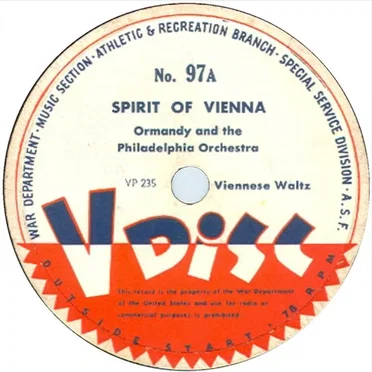 WAR DEPARTMENT · MUSIC SECTION · ATHLETIC & RECREATION BRANCH · SPECIAL SERVICE DIVISION · A.S.F.
No. 97A
SPIRIT OF VIENNA
Ormandy and the
Philadelphia Orchestra
VP 235 Viennese Waltz
V DISC
This record is the property of the War Department
of the United States and use for radio or
commercial purposes is prohibited
OUTSIDE START · 78 RPM